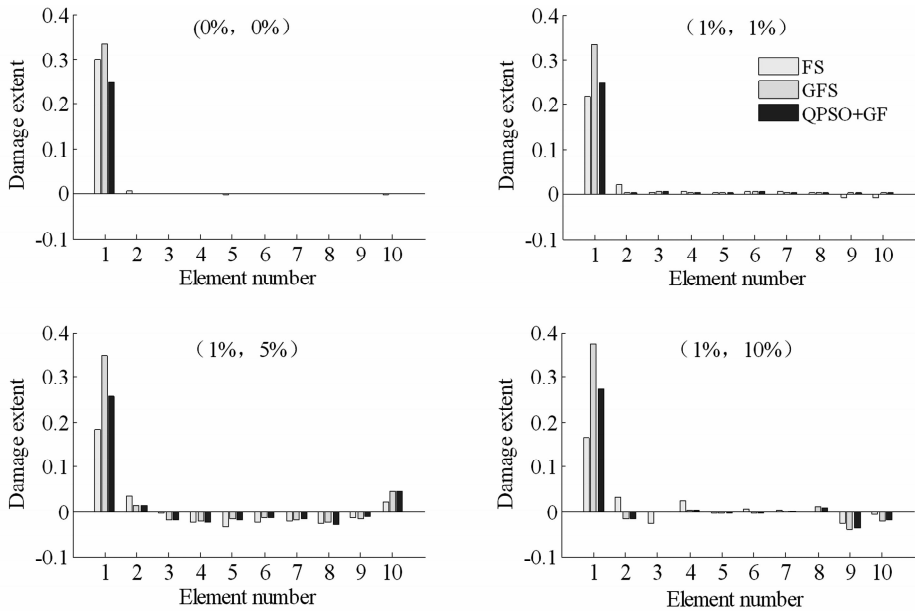 (0%，0%）
0.4
0.3
0.2
0.1
0
-0.1
Damage extent
1 2 3 4 5 6 7 8 9 10
Element number
（1%，1%）
FS
GFS
QPSO+GF
0.4
0.3
0.2
0.1
0
-0.1
Damage extent
1 2 3 4 5 6 7 8 9 10
Element number
（1%，5%）
0.4
0.3
0.2
0.1
0
-0.1
Damage extent
1 2 3 4 5 6 7 8 9 10
Element number
（1%，10%）
0.4
0.3
0.2
0.1
0
-0.1
Damage extent
1 2 3 4 5 6 7 8 9 10
Element number